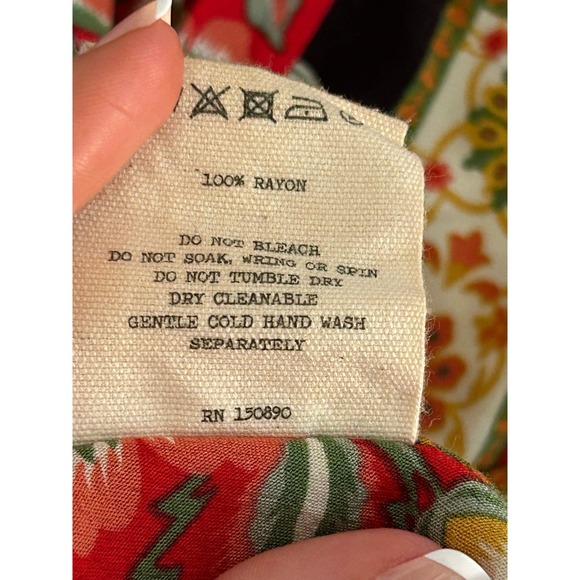 100% RAYON
DO NOT BLEACH
DO NOT SOAK, WRING OR SPIN
DO NOT TUMBLE DRY
DRY CLEANABLE
GENTLE COLD HAND WASH
SEPARATELY
RN 150890